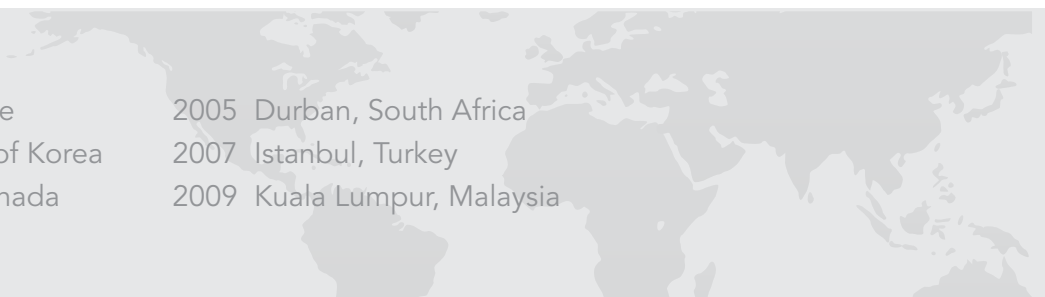 e 2005 Durban, South Africa
of Korea 2007 Istanbul, Turkey
nada 2009 Kuala Lumpur, Malaysia